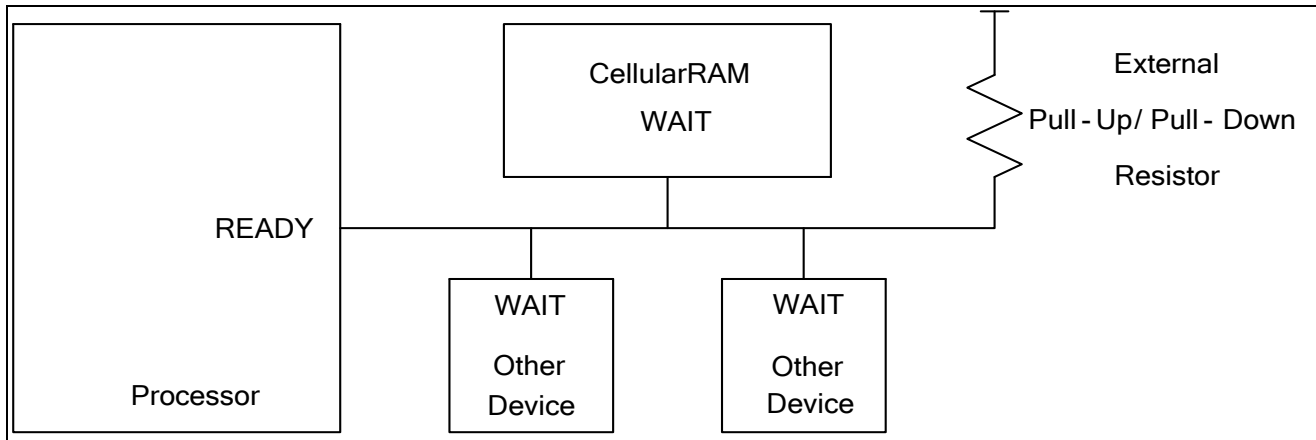 CellularRAM
WAIT
External
Pull-Up/ Pull-Down
Resistor
READY
Processor
WAIT
Other
Device
WAIT
Other
Device